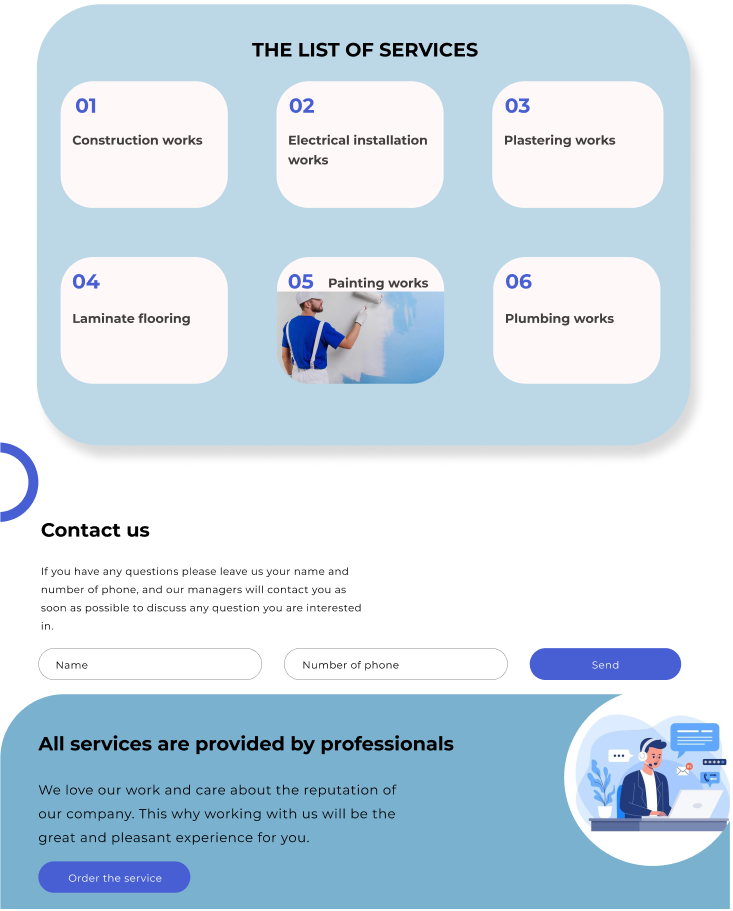 THE LIST OF SERVICES
01
02
03
Construction works
Electrical installation
works
Plastering works
04
05 Painting works
06
Laminate flooring
Plumbing works
Contact us
If you have any questions please leave us your name and
number of phone, and our managers will contact you as
soon as possible to discuss any question you are interested
in.
Name
Number of phone
Send
All services are provided by professionals
We love our work and care about the reputation of
our company. This why working with us will be the
great and pleasant experience for you.
Order the service